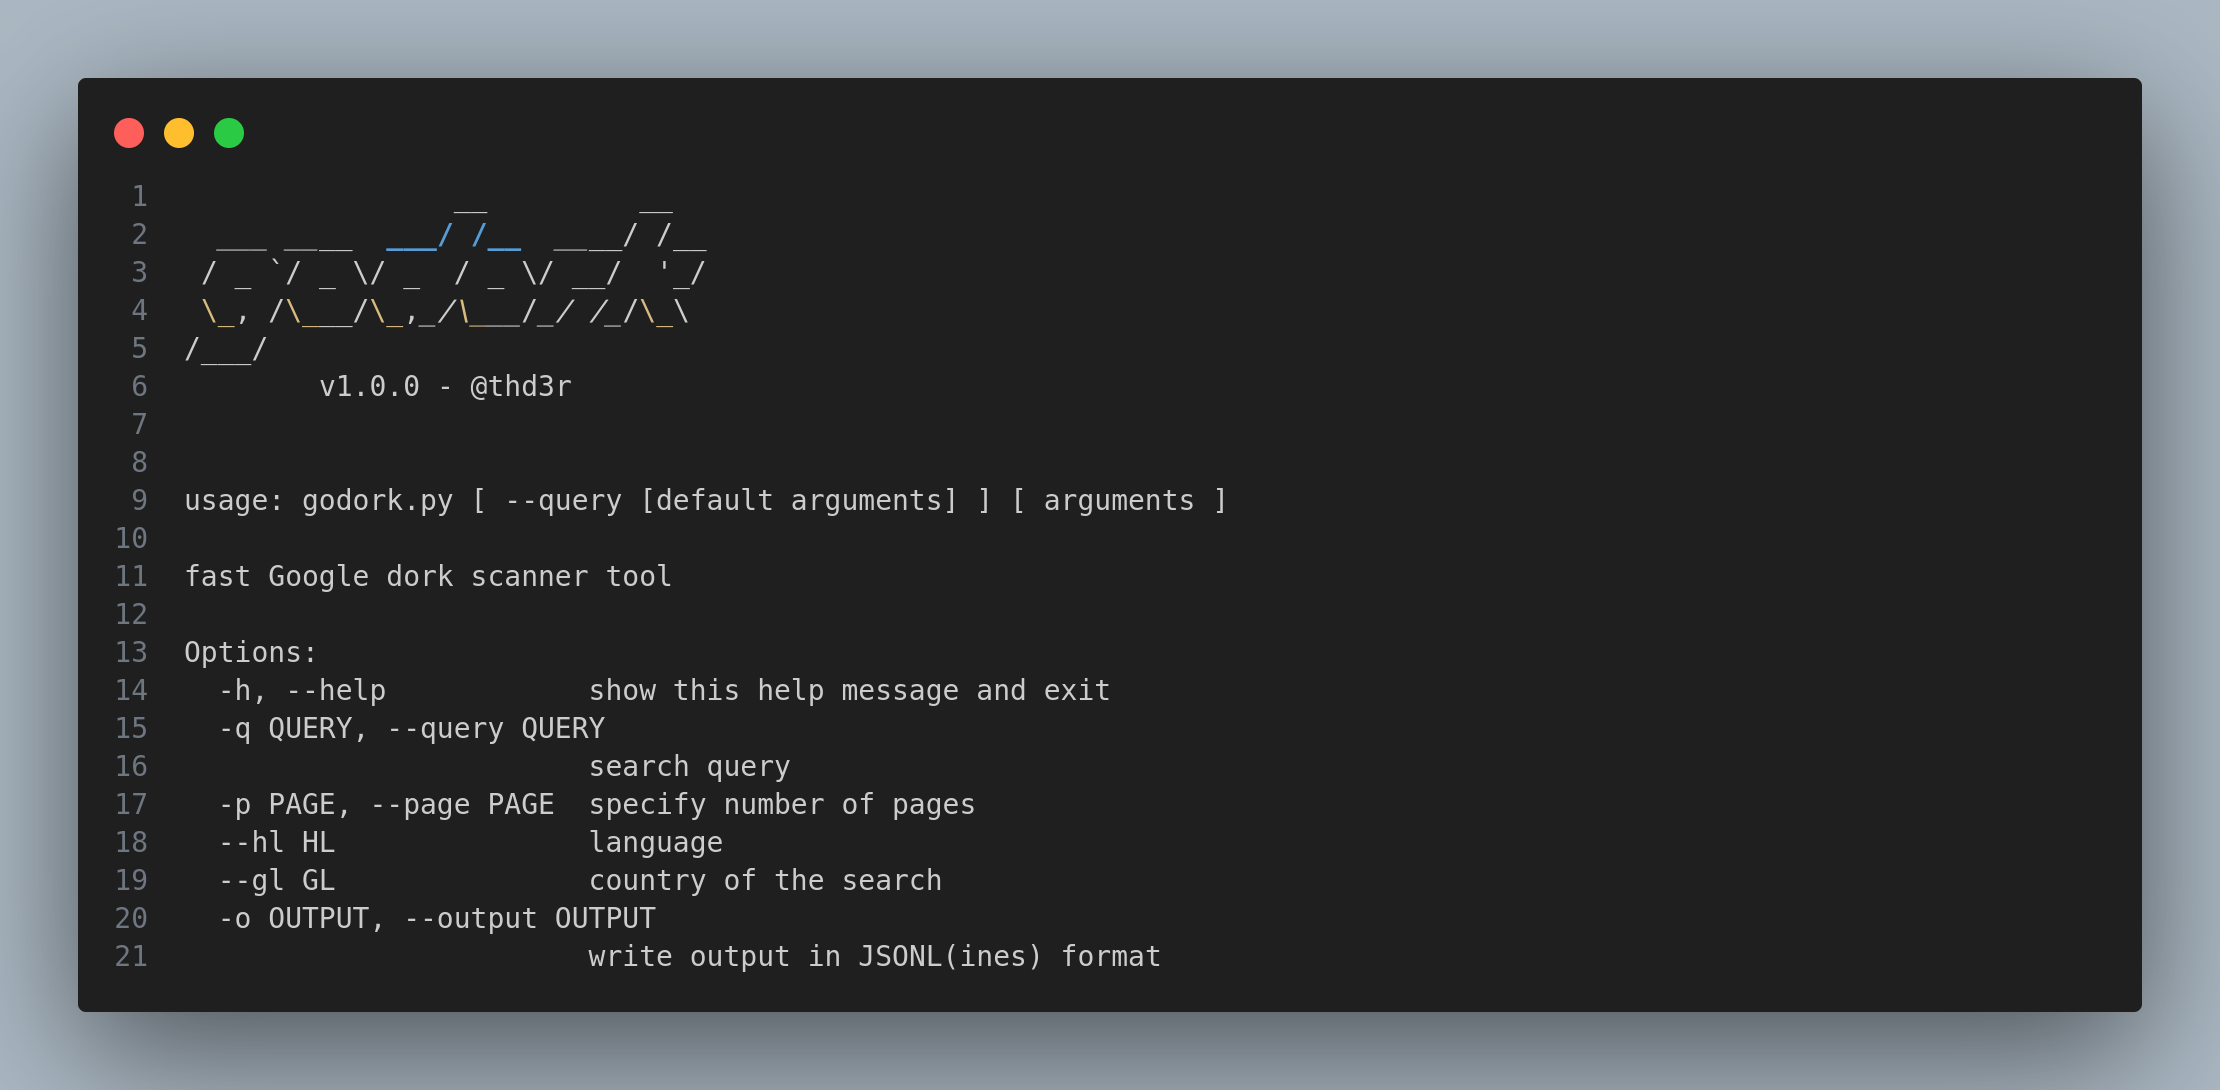 1                  __         __
2    ___ ____  ___/ /__  ____/ /__
3   / _ `/ _ \/ _  / _ \/ __/  '_/
4   \_, /\___/\_,_/\___/_/ /_/\_\
5  /___/
6          v1.0.0 - @thd3r
7
8
9  usage: godork.py [ --query [default arguments] ] [ arguments ]
10
11 fast Google dork scanner tool
12
13 Options:
14   -h, --help            show this help message and exit
15   -q QUERY, --query QUERY
16                         search query
17   -p PAGE, --page PAGE  specify number of pages
18   --hl HL               language
19   --gl GL               country of the search
20   -o OUTPUT, --output OUTPUT
21                         write output in JSONL(ines) format